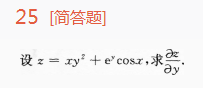 25 [简答题]
设 z = xy² + eʸcosx,求∂z/∂y.